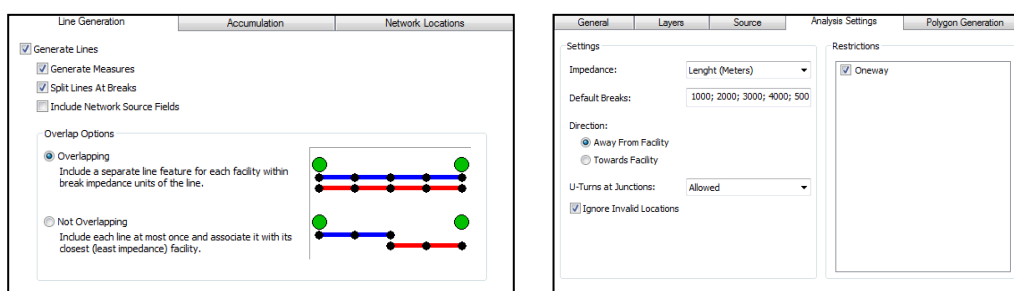 Line Generation
Accumulation
Network Locations
Generate Lines
Generate Measures
Split Lines At Breaks
Include Network Source Fields
Overlap Options
Overlapping
Include a separate line feature for each facility within
break impedance units of the line.
Not Overlapping
Include each line at most once and associate it with its
closest (least impedance) facility.
General
Layers
Source
Analysis Settings
Polygon Generation
Settings
Impedance:
Lenght (Meters)
Default Breaks:
1000; 2000; 3000; 4000; 500
Direction:
Away From Facility
Towards Facility
U-Turns at Junctions:
Allowed
Ignore Invalid Locations
Restrictions
Oneway